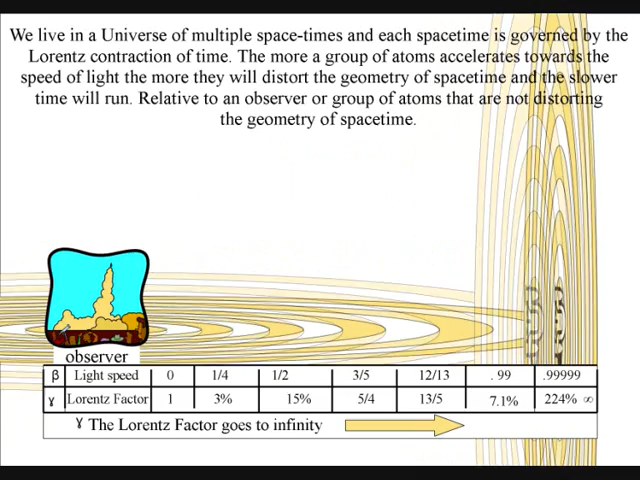 We live in a Universe of multiple space-times and each spacetime is governed by the
Lorentz contraction of time. The more a group of atoms accelerates towards the
speed of light the more they will distort the geometry of spacetime and the slower
time will run. Relative to an observer or group of atoms that are not distorting
the geometry of spacetime.
observer
β Light speed 0 1/4 1/2 3/5 12/13 .99 .99999
γ Lorentz Factor 1 3% 15% 5/4 13/5 7.1% 224% ∞
γ The Lorentz Factor goes to infinity